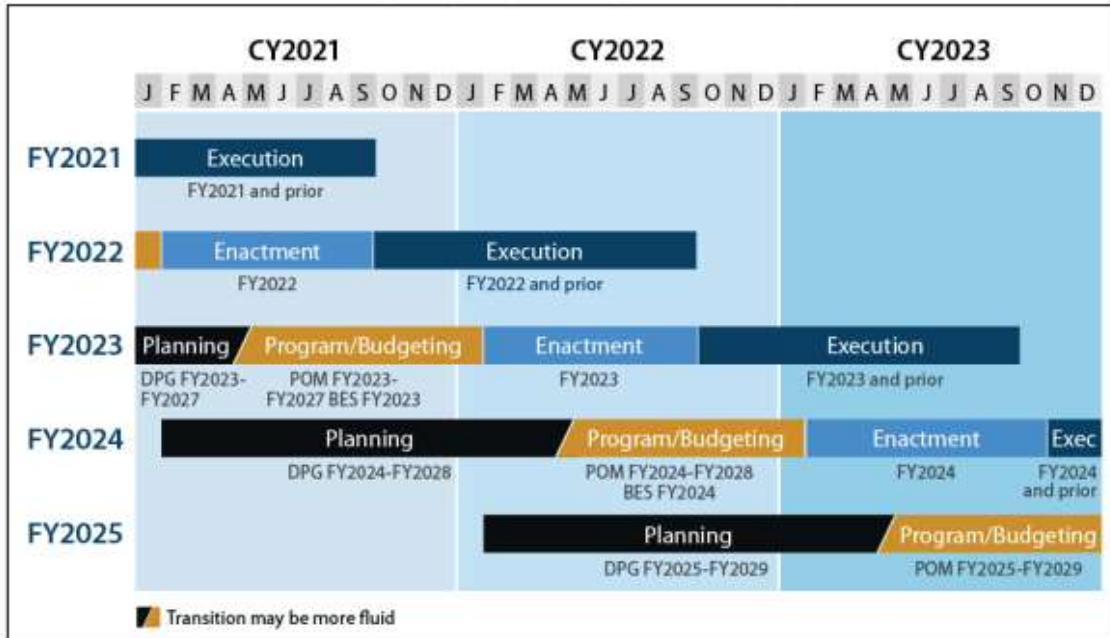 CY2021 CY2022 CY2023
J F M A M J J A S O N D J F M A M J J A S O N D J F M A M J J A S O N D
FY2021 Execution
FY2021 and prior
FY2022 Enactment Execution
FY2022 FY2022 and prior
FY2023 Planning Program/Budgeting Enactment Execution
DPG FY2023- POM FY2023- FY2023 FY2023 and prior
FY2027 FY2027 BES FY2023
FY2024 Planning Program/Budgeting Enactment Exec
DPG FY2024-FY2028 POM FY2024-FY2028 FY2024 FY2024
BES FY2024 and prior
FY2025 Planning Program/Budgeting
DPG FY2025-FY2029 POM FY2025-FY2029
Transition may be more fluid